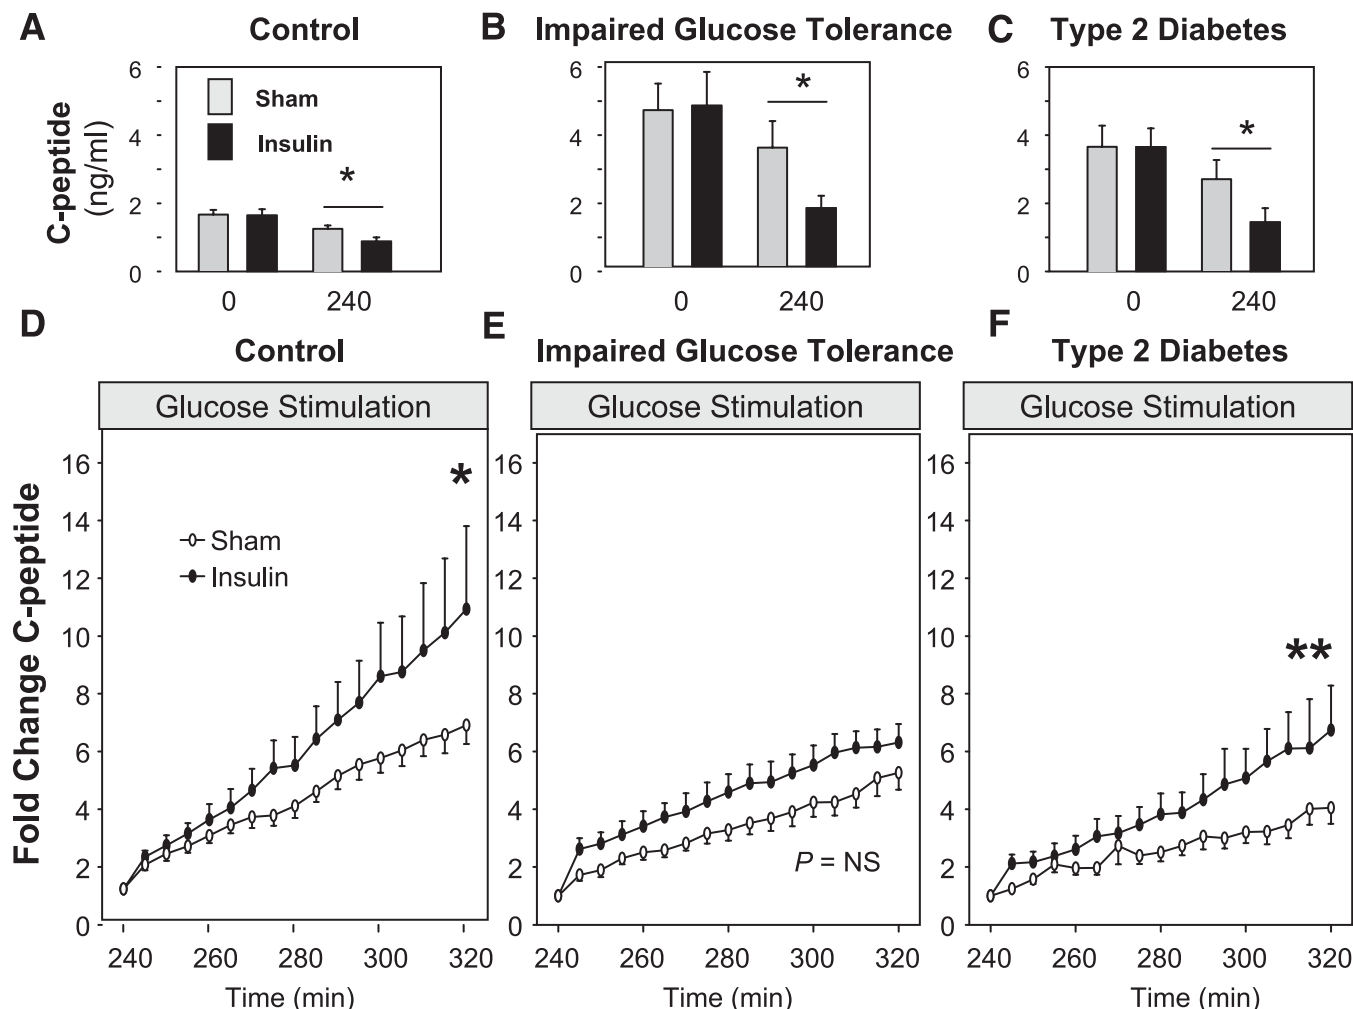 A Control B Impaired Glucose Tolerance C Type 2 Diabetes
C-peptide
(ng/ml)
6
4
2
0
Sham
Insulin
*
0 240
6
4
2
0
*
0 240
6
4
2
0
*
0 240
D Control E Impaired Glucose Tolerance F Type 2 Diabetes
Glucose Stimulation Glucose Stimulation Glucose Stimulation
Fold Change C-peptide
16
14
12
10
8
6
4
2
0
*
Sham
Insulin
240 260 280 300 320
Time (min)
16
14
12
10
8
6
4
2
0
P = NS
240 260 280 300 320
Time (min)
16
14
12
10
8
6
4
2
0
**
240 260 280 300 320
Time (min)